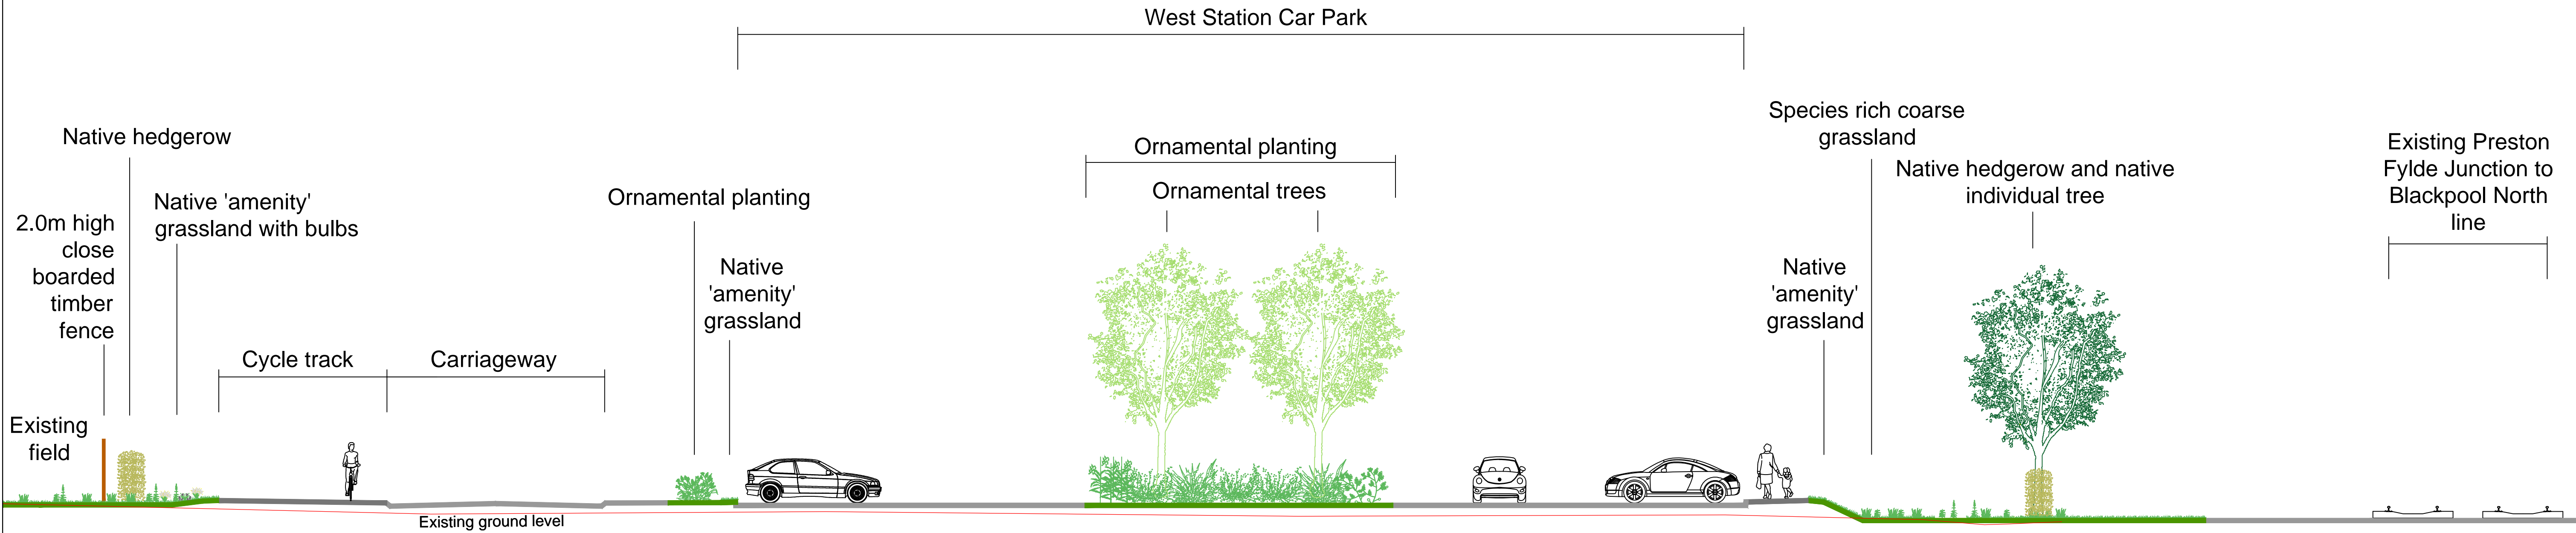 West Station Car Park
Native hedgerow
2.0m high
close
boarded
timber
fence
Native 'amenity'
grassland with bulbs
Existing
field
Cycle track
Carriageway
Existing ground level
Ornamental planting
Native
'amenity'
grassland
Ornamental planting
Ornamental trees
Species rich coarse
grassland
Native
'amenity'
grassland
Native hedgerow and native
individual tree
Existing Preston
Fylde Junction to
Blackpool North
line